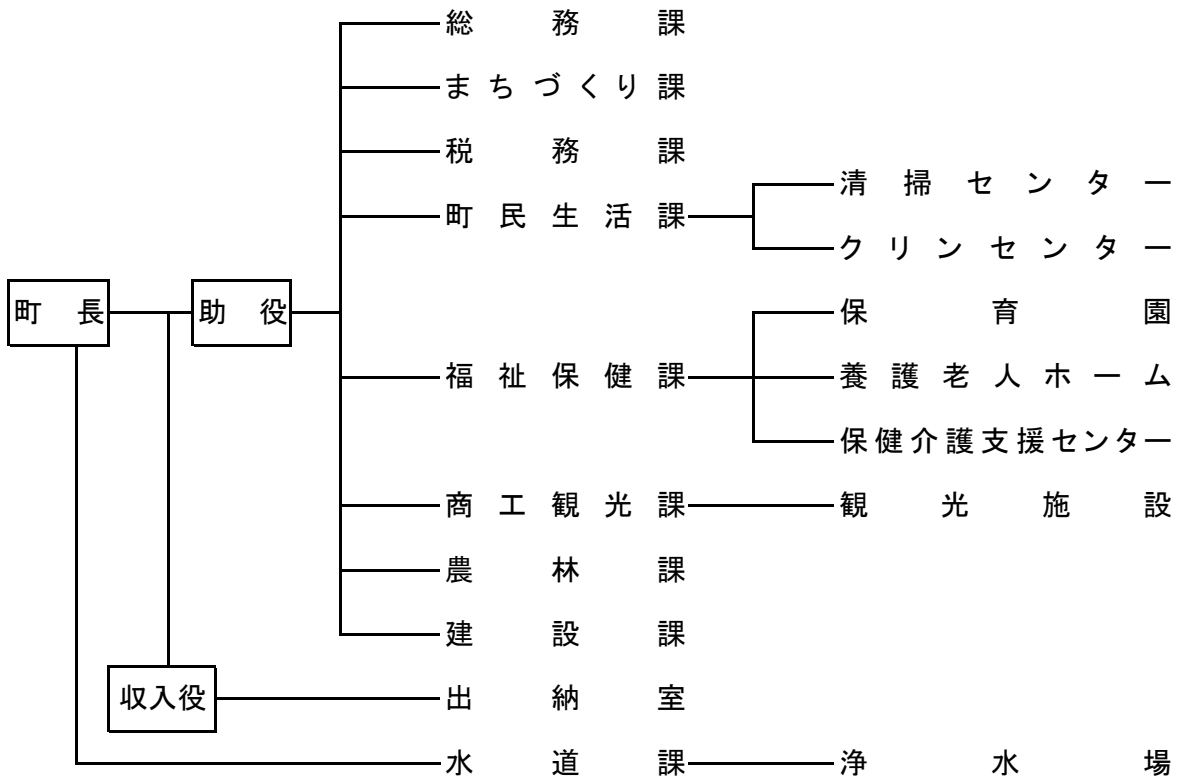 総務課
まちづくり課
税務課
清掃センター
町民生活課
クリンセンター
町長
助役
保育園
福祉保健課
養護老人ホーム
保健介護支援センター
商工観光課
観光施設
農林課
建設課
収入役
出納室
水道課
浄水場